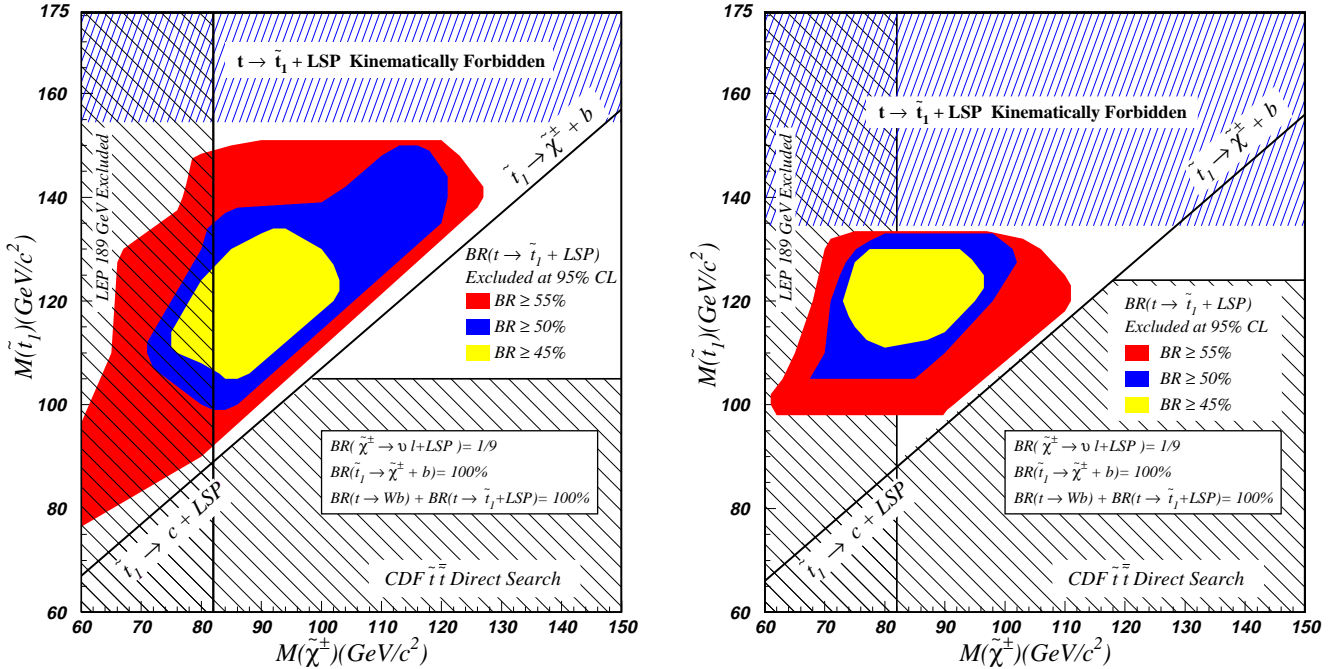 175
160
140
120
100
80
60
60 70 80 90 100 110 120 130 140 150
M(χ̃±)(GeV/c²)
M(t̃₁)(GeV/c²)
t → t̃₁ + LSP Kinematically Forbidden
LEP 189 GeV Excluded
t̃₁ → χ̃± + b
BR(t → t̃₁ + LSP)
Excluded at 95% CL
BR ≥ 55%
BR ≥ 50%
BR ≥ 45%
BR( χ̃± → υ l+LSP )= 1/9
BR(t̃₁ → χ̃± + b)= 100%
BR(t → Wb) + BR(t → t̃₁+LSP)= 100%
t̃₁ → c + LSP
CDF t̃ t̃̄ Direct Search
175
160
140
120
100
80
60
60 70 80 90 100 110 120 130 140 150
M(χ̃±)(GeV/c²)
M(t̃₁)(GeV/c²)
t → t̃₁ + LSP Kinematically Forbidden
LEP 189 GeV Excluded
t̃₁ → χ̃± + b
BR(t → t̃₁ + LSP)
Excluded at 95% CL
BR ≥ 55%
BR ≥ 50%
BR ≥ 45%
BR( χ̃± → υ l+LSP )= 1/9
BR(t̃₁ → χ̃± + b)= 100%
BR(t → Wb) + BR(t → t̃₁+LSP)= 100%
t̃₁ → c + LSP
CDF t̃ t̃̄ Direct Search